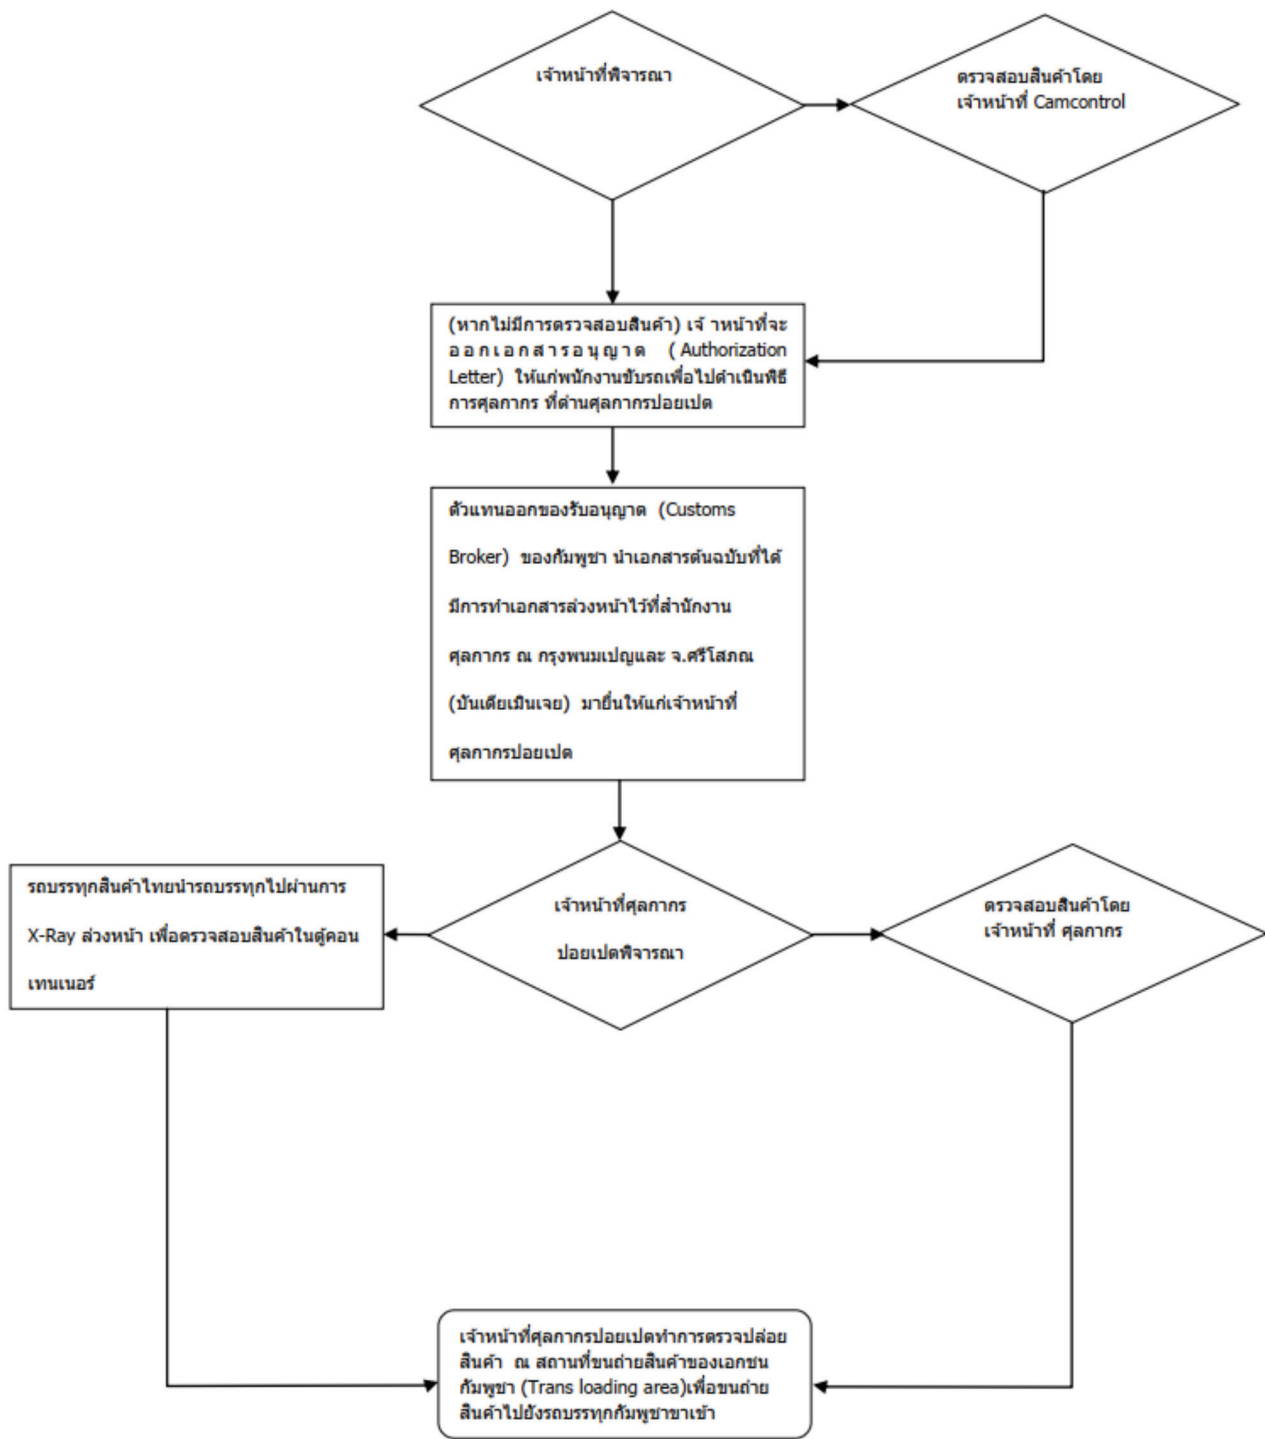 เจ้าหน้าที่พิจารณา
ตรวจสอบสินค้าโดย
เจ้าหน้าที่ Camcontrol
(หากไม่มีการตรวจสอบสินค้า) เจ้าหน้าที่จะ
ออกเอกสารอนุญาต (Authorization
Letter) ให้แก่พนักงานขับรถเพื่อไปดำเนินพิธี
การศุลกากร ที่ด่านศุลกากรปอยเปต
ตัวแทนออกของรับอนุญาต (Customs
Broker) ของกัมพูชา นำเอกสารต้นฉบับที่ได้
มีการทำเอกสารล่วงหน้าไว้ที่สำนักงาน
ศุลกากร ณ กรุงพนมเปญและ จ.ศรีโสภณ
(บันเตียเมินเจย) มายื่นให้แก่เจ้าหน้าที่
ศุลกากรปอยเปต
รถบรรทุกสินค้าไทยนำรถบรรทุกไปผ่านการ
X-Ray ล่วงหน้า เพื่อตรวจสอบสินค้าในตู้คอน
เทนเนอร์
เจ้าหน้าที่ศุลกากร
ปอยเปตพิจารณา
ตรวจสอบสินค้าโดย
เจ้าหน้าที่ ศุลกากร
เจ้าหน้าที่ศุลกากรปอยเปตทำการตรวจปล่อย
สินค้า ณ สถานที่ขนถ่ายสินค้าของเอกชน
กัมพูชา (Trans loading area)เพื่อขนถ่าย
สินค้าไปยังรถบรรทุกกัมพูชาขาเข้า